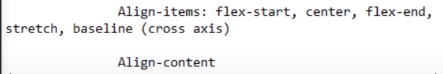 Align-items: flex-start, center, flex-end,
stretch, baseline (cross axis)
Align-content